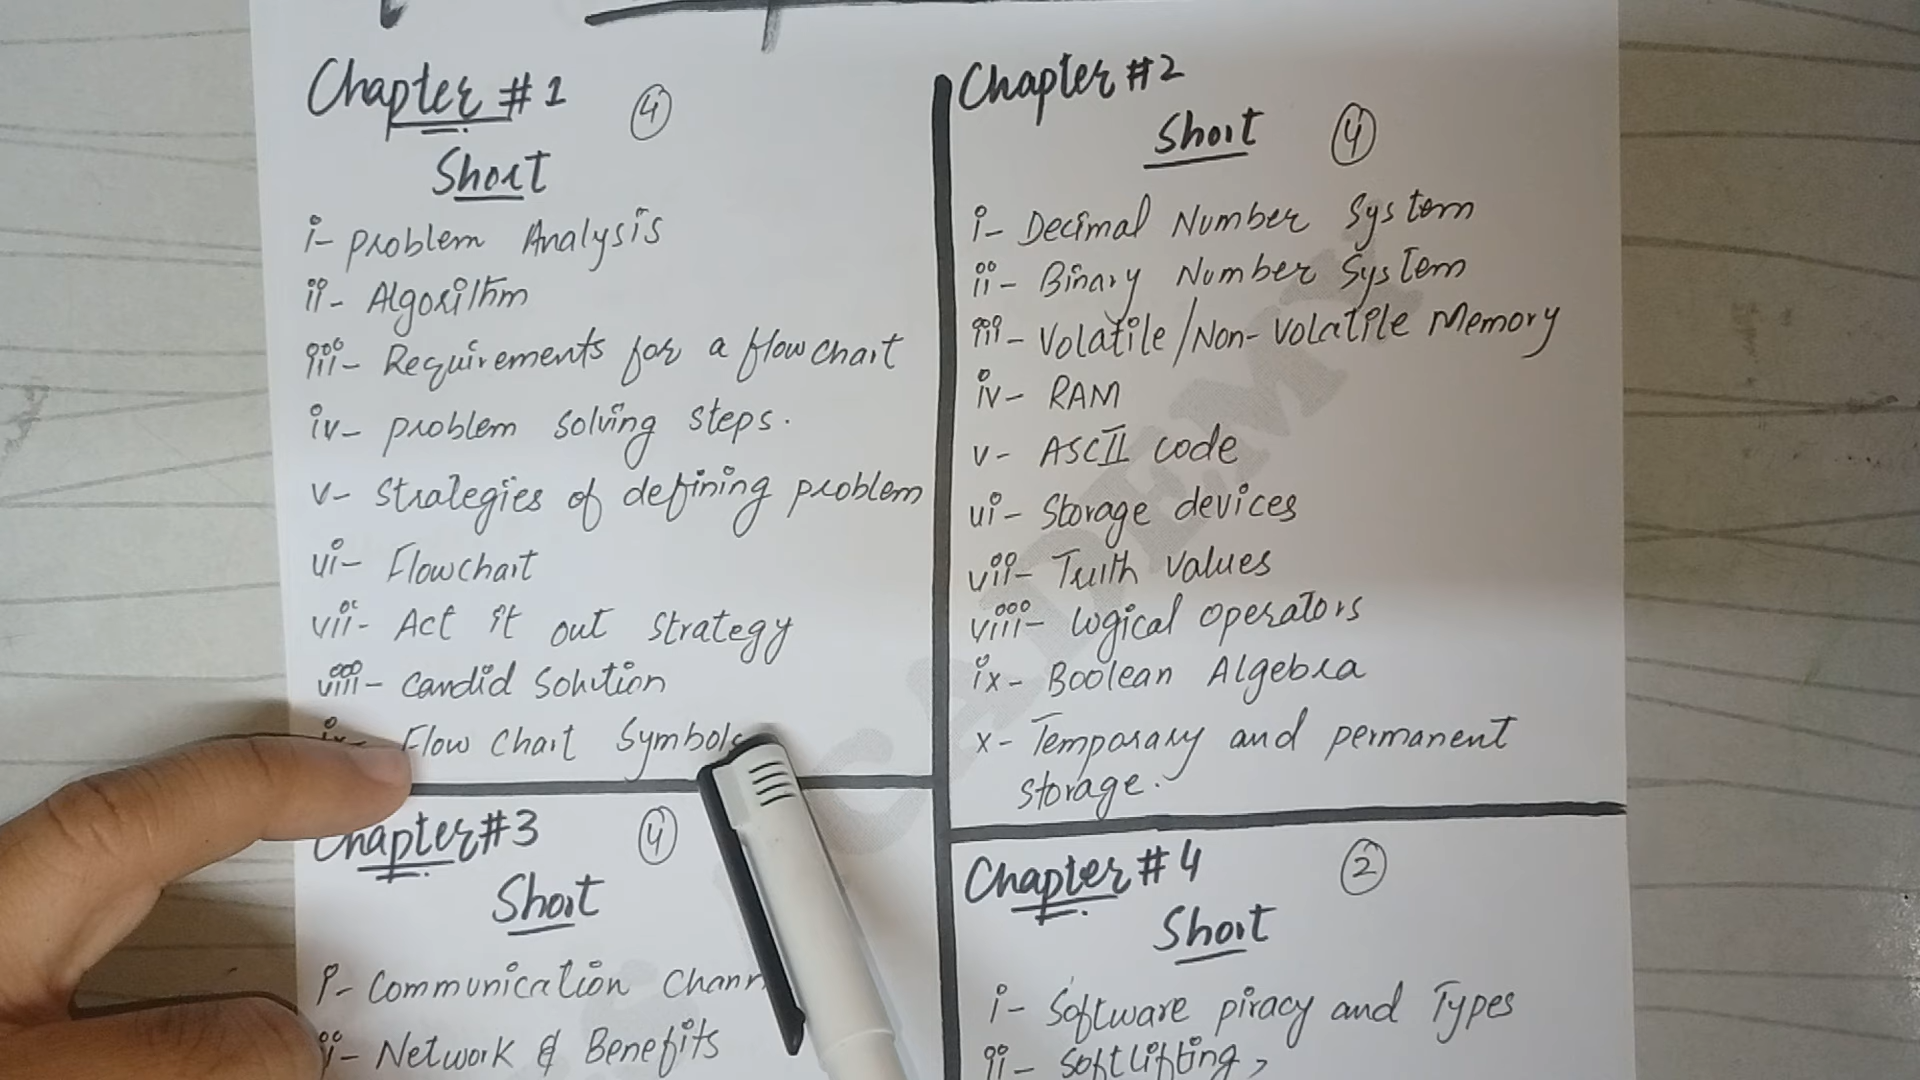 Chapter #1
4
Short
i- Problem Analysis
ii- Algorithm
iii- Requirements for a flow chart
iv- problem solving steps.
v- Strategies of defining problem
vi- Flowchart
vii- Act it out strategy
viii- Candid Solution
Flow Chart Symbols
Chapter #2
Short
4
i- Decimal Number System
ii- Binary Number System
iii- Volatile/Non-Volatile Memory
iv- RAM
v- ASCII code
vi- Storage devices
vii- Truth values
viii- Logical operators
ix- Boolean Algebra
x- Temporary and permanent
storage.
Chapter #3
4
Short
i- Communication
ii- Network & Benefits
Chapter #4
2
Short
i- Software piracy and Types
ii- Softlifting,
CADEMY